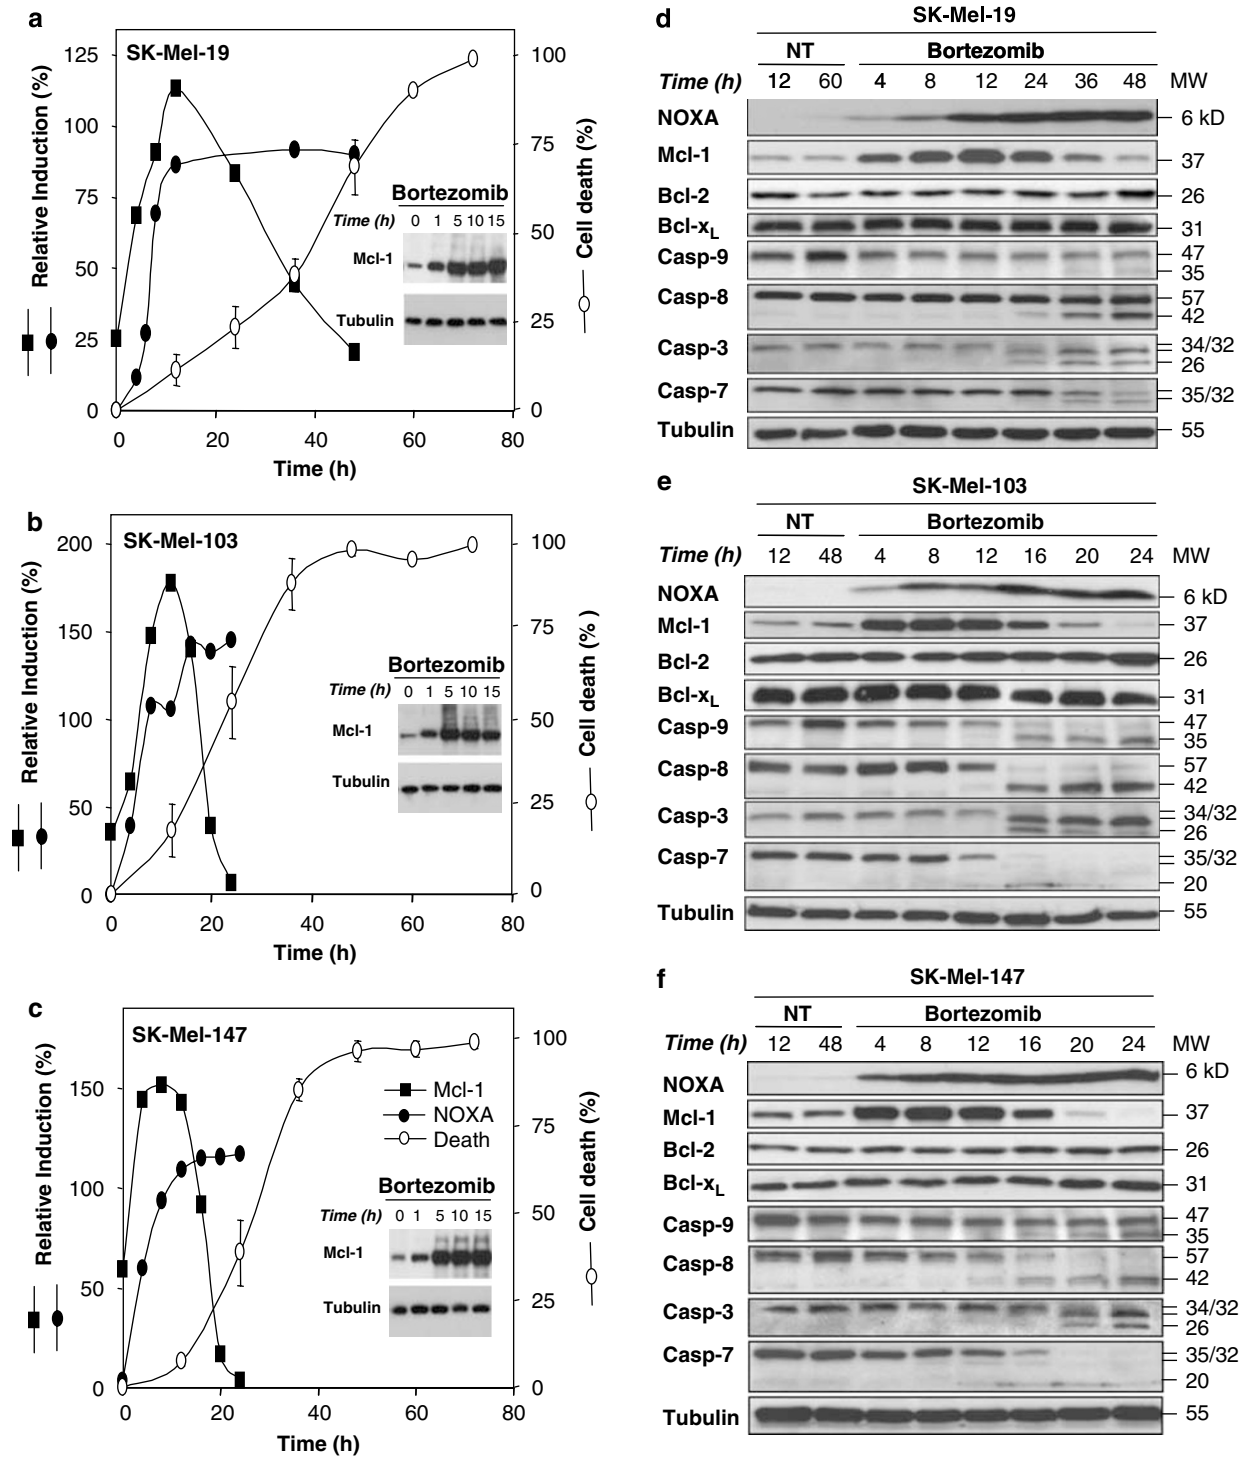 a
SK-Mel-19
Relative Induction (%)
125
100
75
50
25
0
100
75
50
25
0
Cell death (%)
Bortezomib
Time (h) 0 1 5 10 15
Mcl-1
Tubulin
0 20 40 60 80
Time (h)
b
SK-Mel-103
Relative Induction (%)
200
150
100
50
0
100
75
50
25
0
Cell death (%)
Bortezomib
Time (h) 0 1 5 10 15
Mcl-1
Tubulin
0 20 40 60 80
Time (h)
c
SK-Mel-147
Relative Induction (%)
150
100
50
0
100
75
50
25
0
Cell death (%)
Mcl-1
NOXA
Death
Bortezomib
Time (h) 0 1 5 10 15
Mcl-1
Tubulin
0 20 40 60 80
Time (h)
d
SK-Mel-19
NT Bortezomib
Time (h) 12 60 4 8 12 24 36 48 MW
NOXA 6 kD
Mcl-1 37
Bcl-2 26
Bcl-xL 31
Casp-9 47
35
Casp-8 57
42
Casp-3 34/32
26
Casp-7 35/32
Tubulin 55
e
SK-Mel-103
NT Bortezomib
Time (h) 12 48 4 8 12 16 20 24 MW
NOXA 6 kD
Mcl-1 37
Bcl-2 26
Bcl-xL 31
Casp-9 47
35
Casp-8 57
42
Casp-3 34/32
26
Casp-7 35/32
20
Tubulin 55
f
SK-Mel-147
NT Bortezomib
Time (h) 12 48 4 8 12 16 20 24 MW
NOXA 6 kD
Mcl-1 37
Bcl-2 26
Bcl-xL 31
Casp-9 47
35
Casp-8 57
42
Casp-3 34/32
26
Casp-7 35/32
20
Tubulin 55